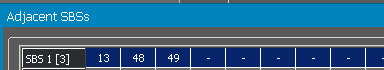 Adjacent SBSs
SBS 1 [3] 13 48 49 - - - - -